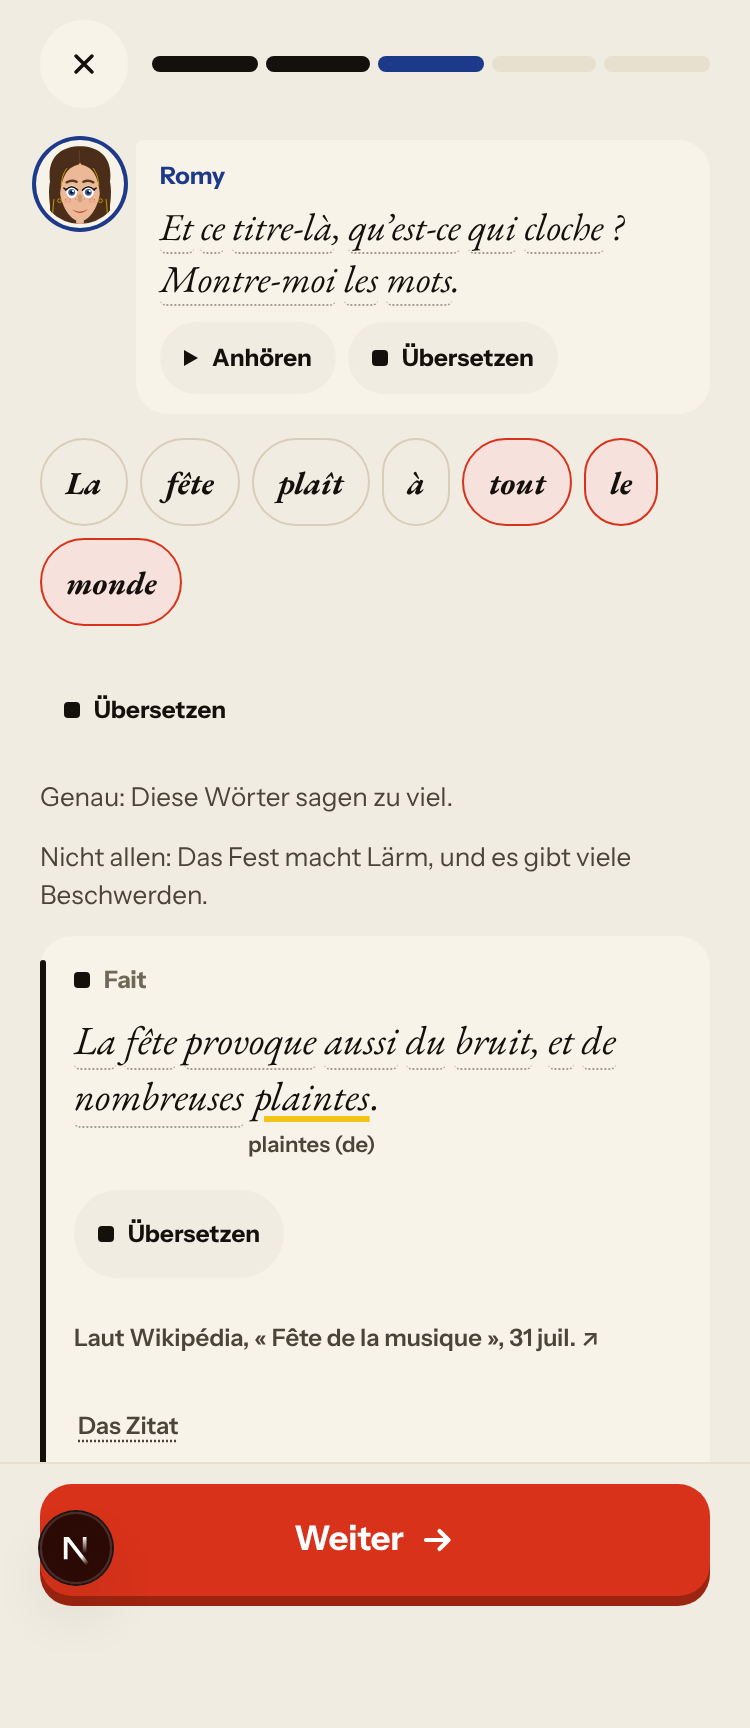 Romy
Et ce titre-là, qu’est-ce qui cloche ?
Montre-moi les mots.
Anhören
Übersetzen
La fête plaît à tout le
monde
Übersetzen
Genau: Diese Wörter sagen zu viel.
Nicht allen: Das Fest macht Lärm, und es gibt viele
Beschwerden.
Fait
La fête provoque aussi du bruit, et de
nombreuses plaintes.
plaintes (de)
Übersetzen
Laut Wikipédia, « Fête de la musique », 31 juil. ↗
Das Zitat
Weiter →
N